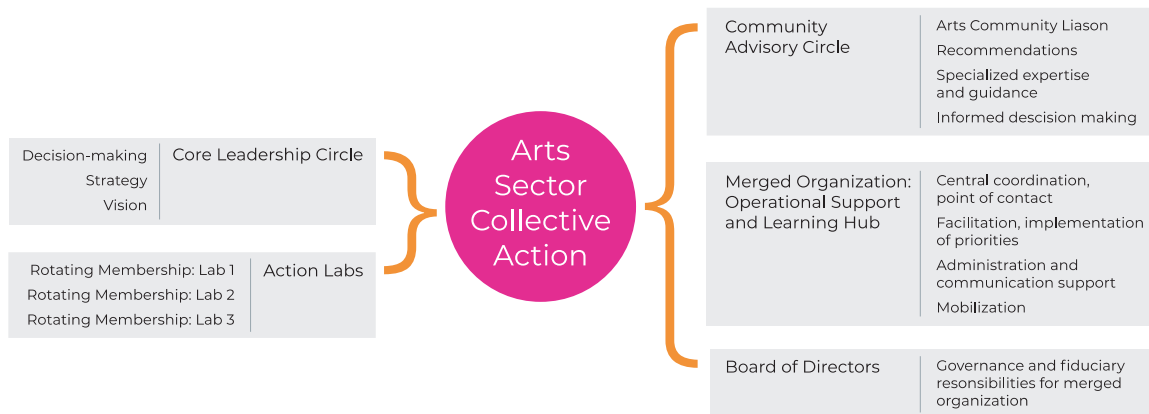 Decision-making
Strategy
Vision
Core Leadership Circle
Rotating Membership: Lab 1
Rotating Membership: Lab 2
Rotating Membership: Lab 3
Action Labs
Arts
Sector
Collective
Action
Community
Advisory Circle
Arts Community Liason
Recommendations
Specialized expertise
and guidance
Informed descision making
Merged Organization:
Operational Support
and Learning Hub
Central coordination,
point of contact
Facilitation, implementation
of priorities
Administration and
communication support
Mobilization
Board of Directors
Governance and fiduciary
resonsibilities for merged
organization